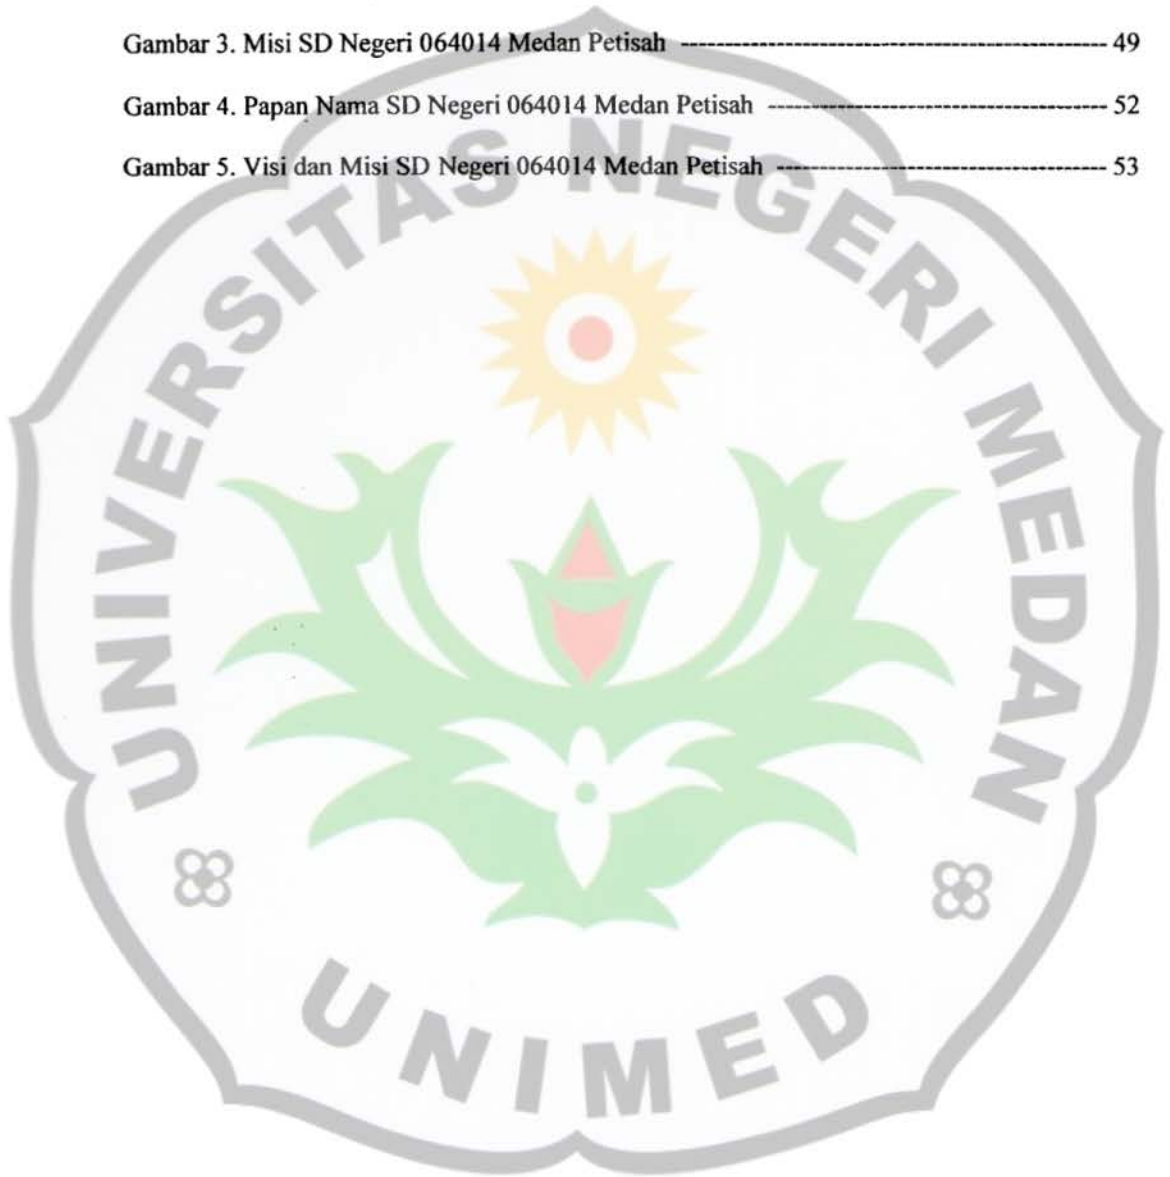 Gambar 3. Misi SD Negeri 064014 Medan Petisah ---------------------------------------------------- 49
Gambar 4. Papan Nama SD Negeri 064014 Medan Petisah ----------------------------------------- 52
Gambar 5. Visi dan Misi SD Negeri 064014 Medan Petisah ---------------------------------------- 53
UNIVERSITAS NEGERI MEDAN
UNIMED